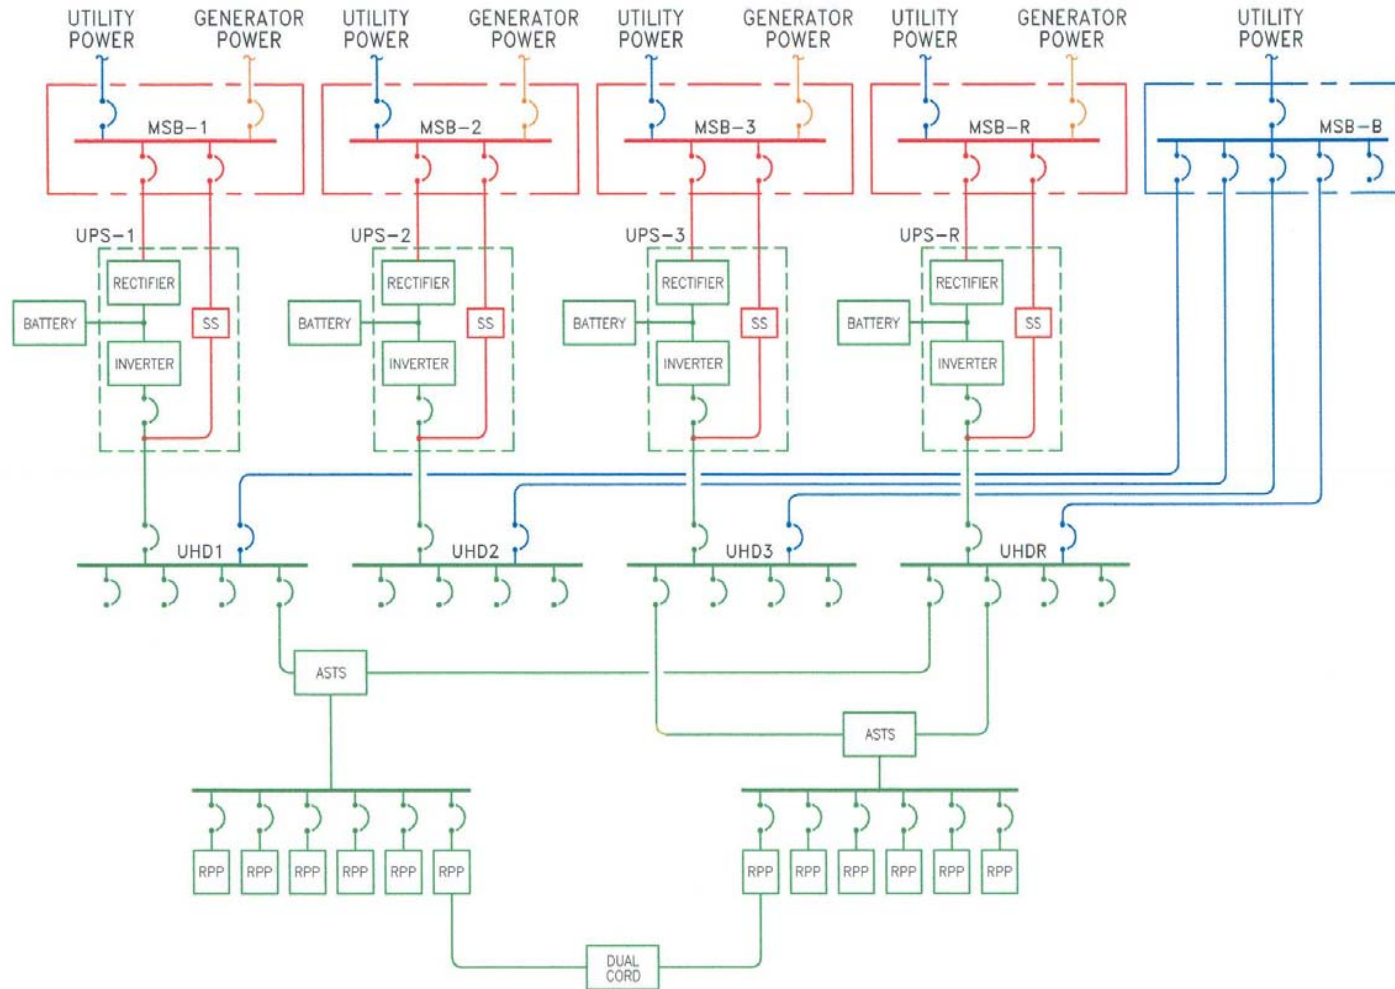 UTILITY
POWER
GENERATOR
POWER
UTILITY
POWER
GENERATOR
POWER
UTILITY
POWER
GENERATOR
POWER
UTILITY
POWER
GENERATOR
POWER
UTILITY
POWER
MSB-1
MSB-2
MSB-3
MSB-R
MSB-B
UPS-1
UPS-2
UPS-3
UPS-R
RECTIFIER
RECTIFIER
RECTIFIER
RECTIFIER
BATTERY
SS
BATTERY
SS
BATTERY
SS
BATTERY
SS
INVERTER
INVERTER
INVERTER
INVERTER
UHD1
UHD2
UHD3
UHDR
ASTS
ASTS
RPP
RPP
RPP
RPP
RPP
RPP
RPP
RPP
RPP
RPP
RPP
RPP
DUAL
CORD